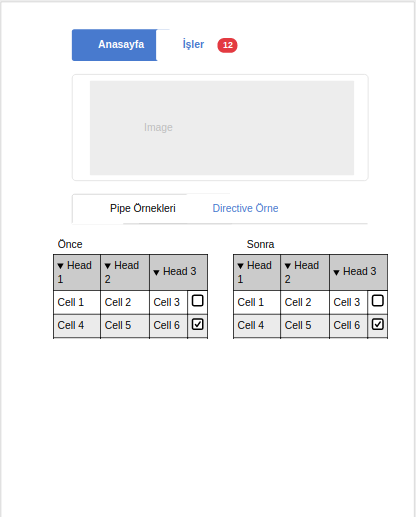 Anasayfa İşler 12
Image
Pipe Örnekleri Directive Örne
Önce Sonra
Head 1 Head 2 Head 3 Head 1 Head 2 Head 3
Cell 1 Cell 2 Cell 3 Cell 1 Cell 2 Cell 3
Cell 4 Cell 5 Cell 6 Cell 4 Cell 5 Cell 6